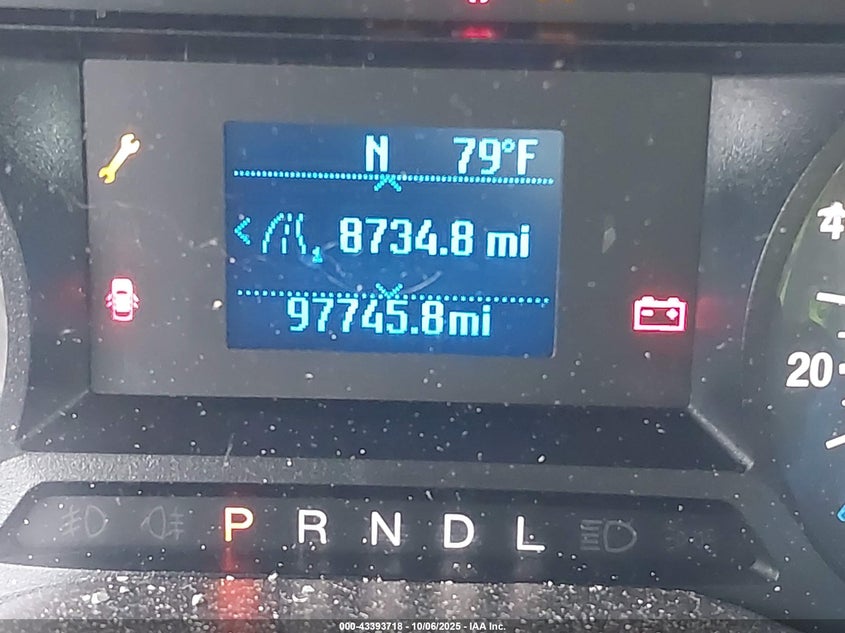 N 79°F
8734.8 mi
97745.8mi
4
20
P R N D L
000-43393718 - 10/06/2025 - IAA Inc.